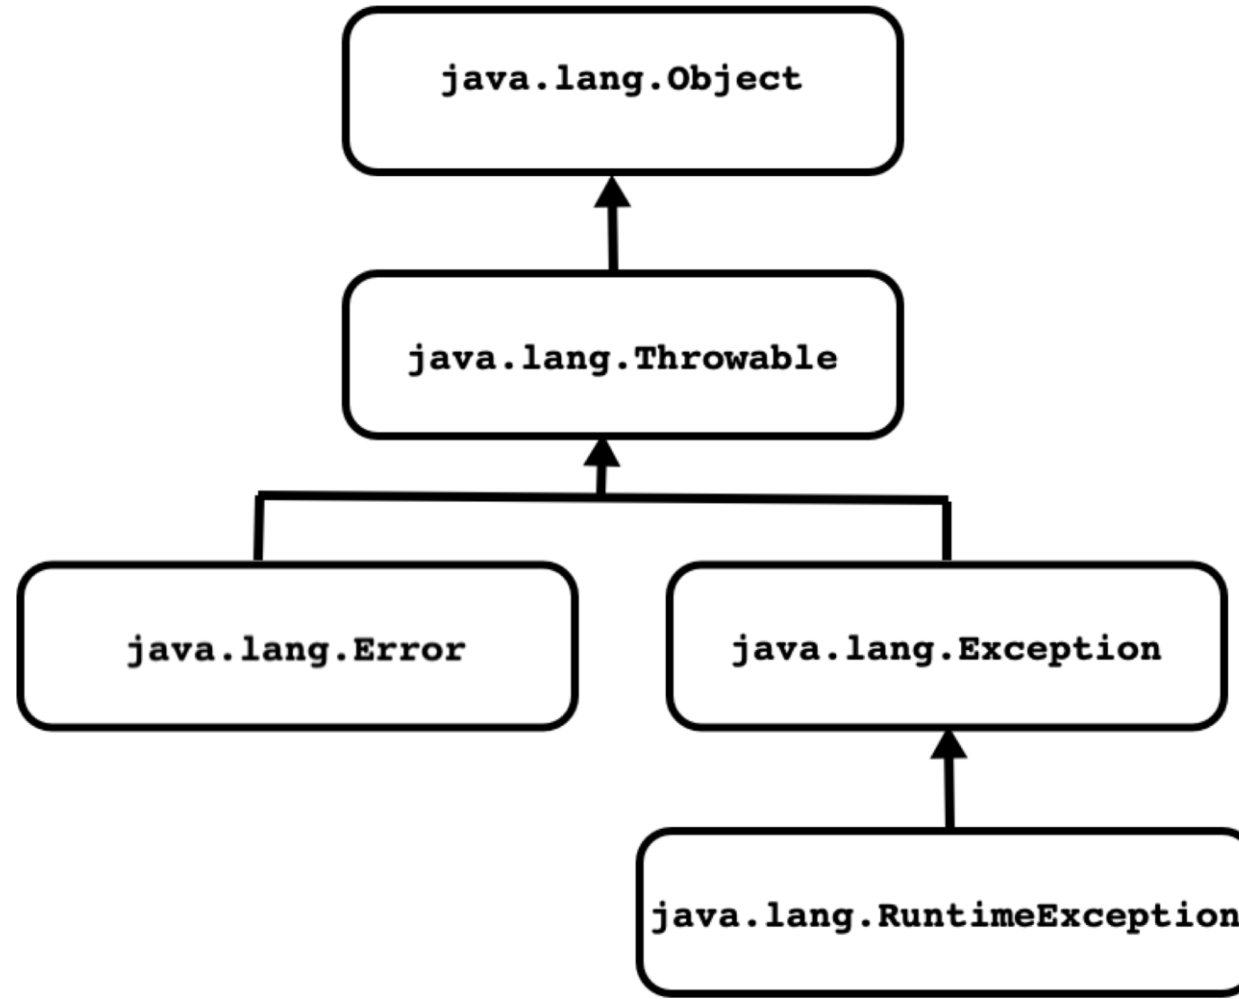 java.lang.Object
java.lang.Throwable
java.lang.Error
java.lang.Exception
java.lang.RuntimeException